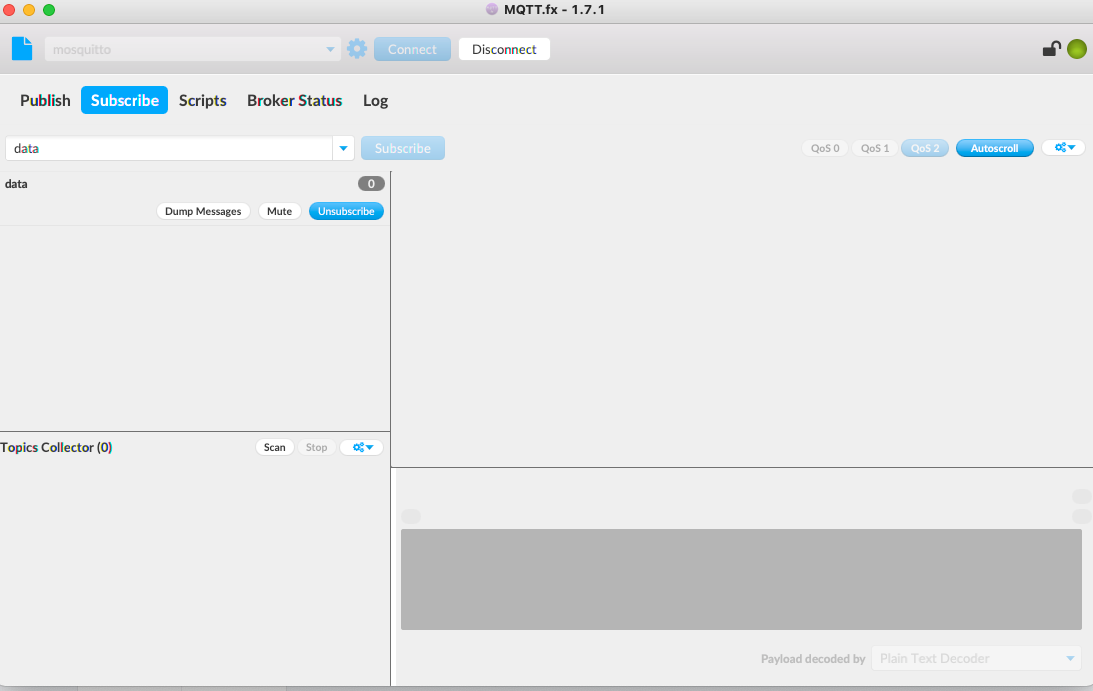 MQTT.fx - 1.7.1
mosquitto Connect Disconnect
Publish Subscribe Scripts Broker Status Log
data Subscribe QoS 0 QoS 1 QoS 2 Autoscroll
data 0
Dump Messages Mute Unsubscribe
Topics Collector (0) Scan Stop
Payload decoded by Plain Text Decoder